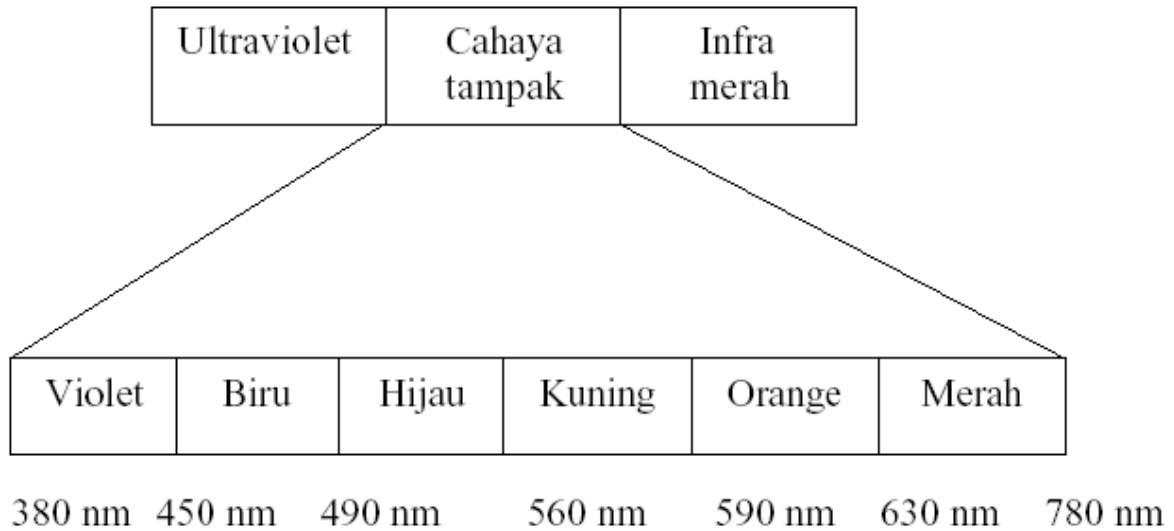 Ultraviolet Cahaya Infra
tampak merah
Violet Biru Hijau Kuning Orange Merah
380 nm 450 nm 490 nm 560 nm 590 nm 630 nm 780 nm